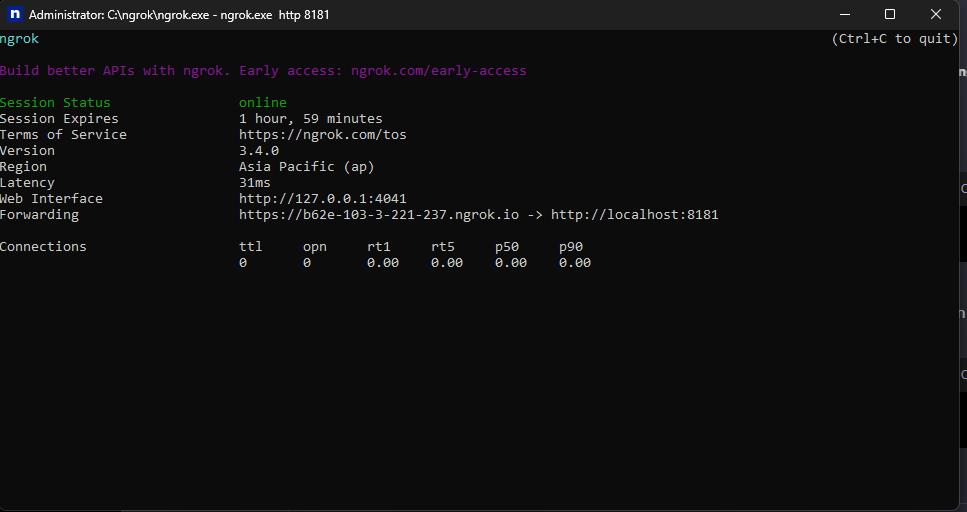 Administrator: C:\ngrok\ngrok.exe - ngrok.exe http 8181
ngrok (Ctrl+C to quit)
Build better APIs with ngrok. Early access: ngrok.com/early-access
Session Status online
Session Expires 1 hour, 59 minutes
Terms of Service https://ngrok.com/tos
Version 3.4.0
Region Asia Pacific (ap)
Latency 31ms
Web Interface http://127.0.0.1:4041
Forwarding https://b62e-103-3-221-237.ngrok.io -> http://localhost:8181
Connections ttl opn rt1 rt5 p50 p90
0 0 0.00 0.00 0.00 0.00